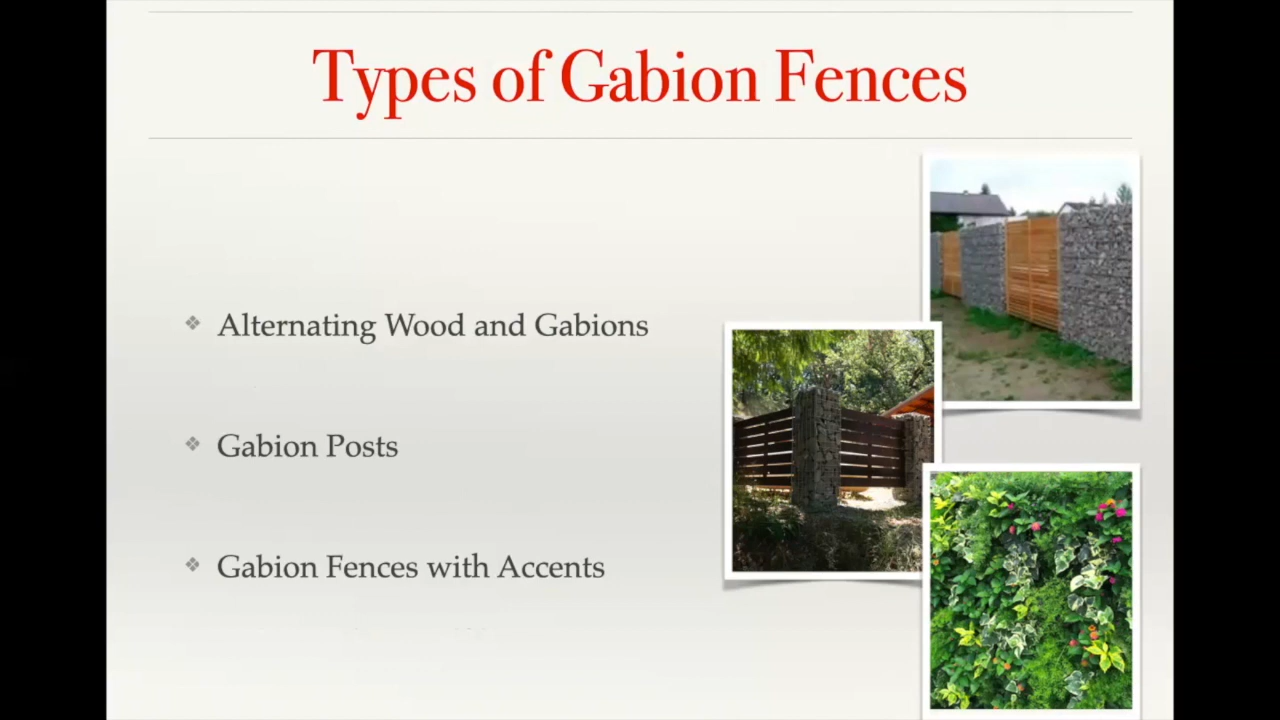 Types of Gabion Fences
Alternating Wood and Gabions
Gabion Posts
Gabion Fences with Accents